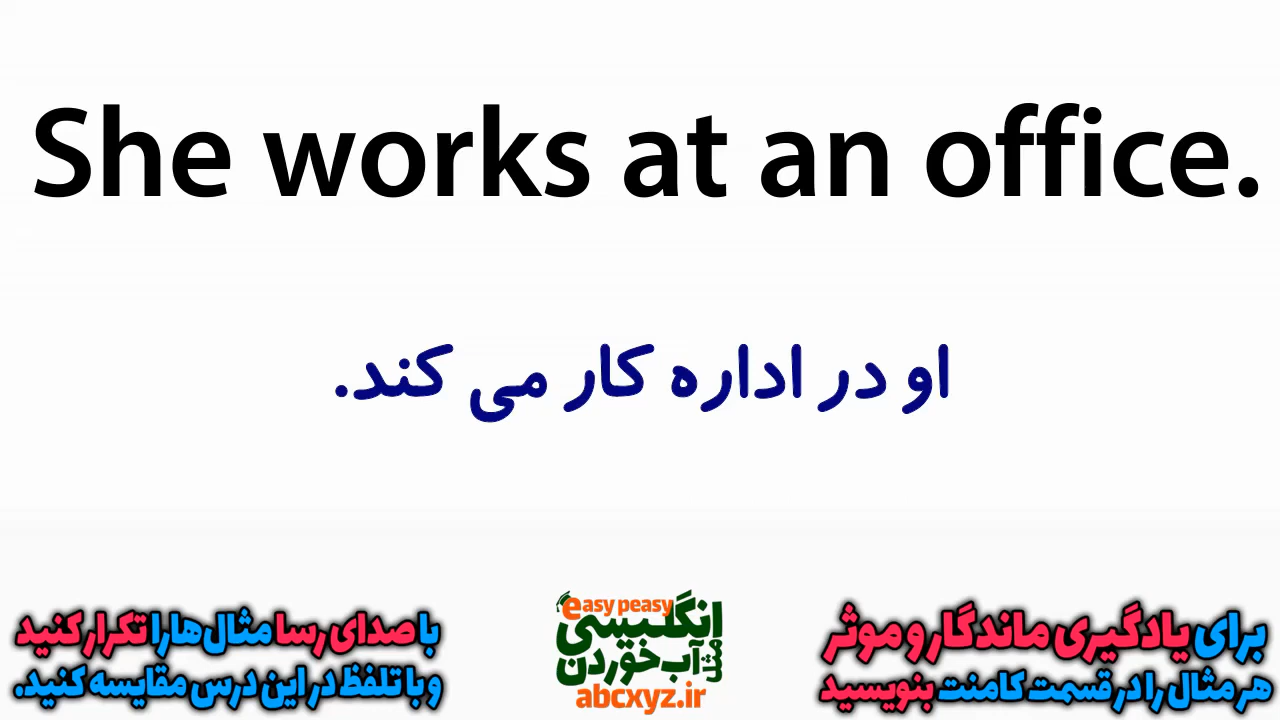 She works at an office.
او در اداره کار می کند.
برای یادگیری ماندگار و موثر
هر مثال را در قسمت کامنت بنویسید
easy peasy
انگلیسی
مثل آب خوردن
abcxyz.ir
با صدای رسا مثال‌ها را تکرار کنید
و با تلفظ در این درس مقایسه کنید.